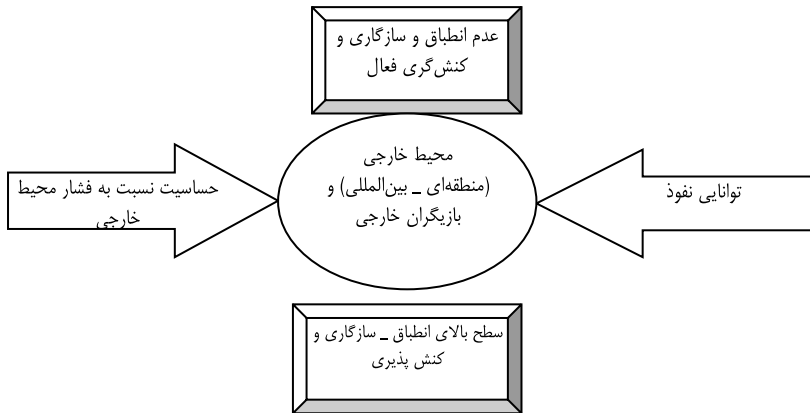 عدم انطباق و سازگاری و
کنش‌گری فعال
محیط خارجی
(منطقه‌ای _ بین‌المللی) و
بازیگران خارجی
توانایی نفوذ
حساسیت نسبت به فشار محیط
خارجی
سطح بالای انطباق _ سازگاری و
کنش پذیری